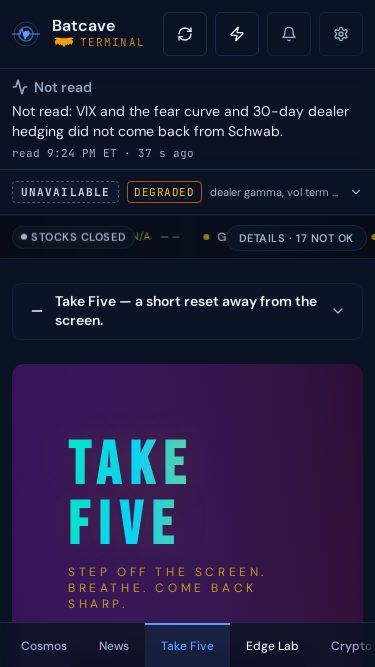 Batcave
TERMINAL
Not read
Not read: VIX and the fear curve and 30-day dealer
hedging did not come back from Schwab.
read 9:24 PM ET · 37 s ago
UNAVAILABLE DEGRADED dealer gamma, vol term …
STOCKS CLOSED N/A -- G DETAILS · 17 NOT OK
Take Five — a short reset away from the
screen.
TAKE
FIVE
STEP OFF THE SCREEN.
BREATHE. COME BACK
SHARP.
Cosmos News Take Five Edge Lab Crypto